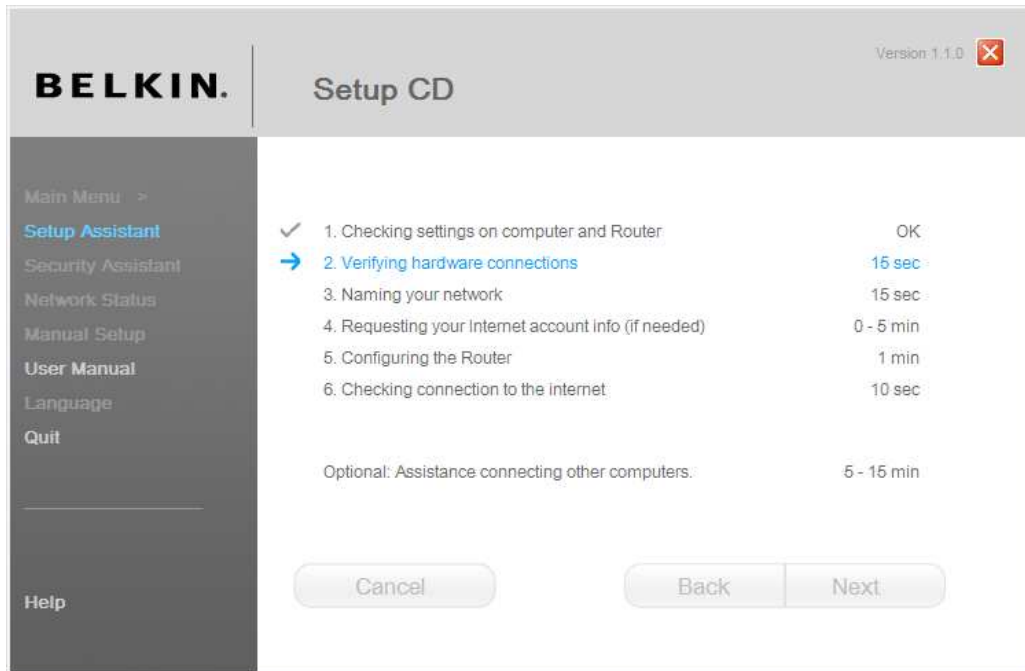 BELKIN.
Setup CD
Version 1.1.0
Main Menu >
Setup Assistant
Security Assistant
Network Status
Manual Setup
User Manual
Language
Quit
Help
1. Checking settings on computer and Router OK
2. Verifying hardware connections 15 sec
3. Naming your network 15 sec
4. Requesting your Internet account info (if needed) 0 - 5 min
5. Configuring the Router 1 min
6. Checking connection to the internet 10 sec
Optional: Assistance connecting other computers. 5 - 15 min
Cancel
Back
Next